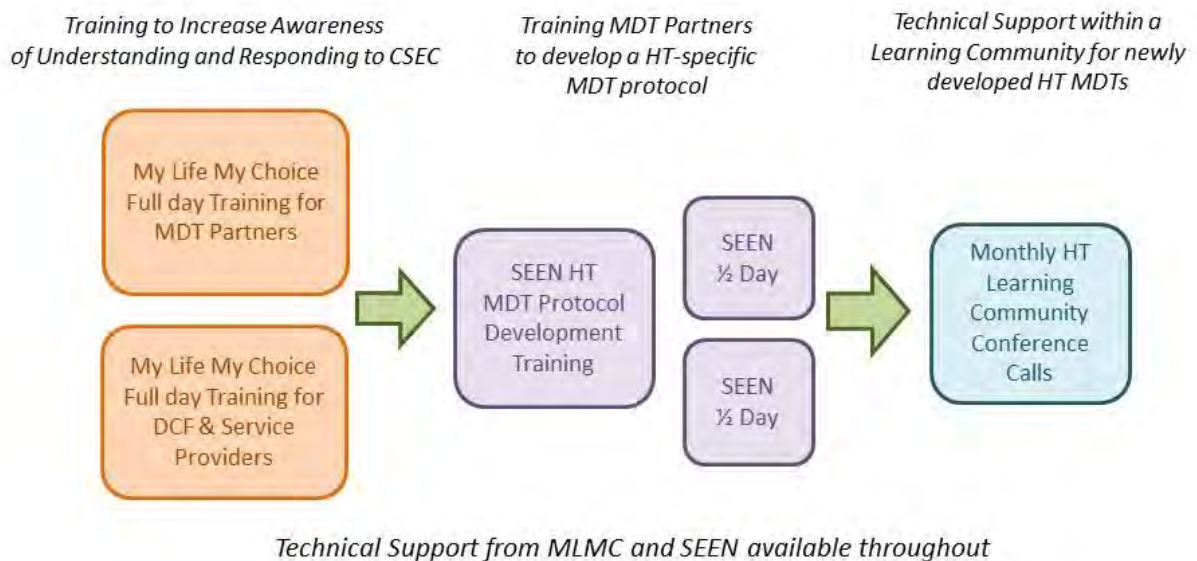 Training to Increase Awareness
of Understanding and Responding to CSEC
Training MDT Partners
to develop a HT-specific
MDT protocol
Technical Support within a
Learning Community for newly
developed HT MDTs
My Life My Choice
Full day Training for
MDT Partners
My Life My Choice
Full day Training for
DCF & Service
Providers
SEEN HT
MDT Protocol
Development
Training
SEEN
½ Day
SEEN
½ Day
Monthly HT
Learning
Community
Conference
Calls
Technical Support from MLMC and SEEN available throughout